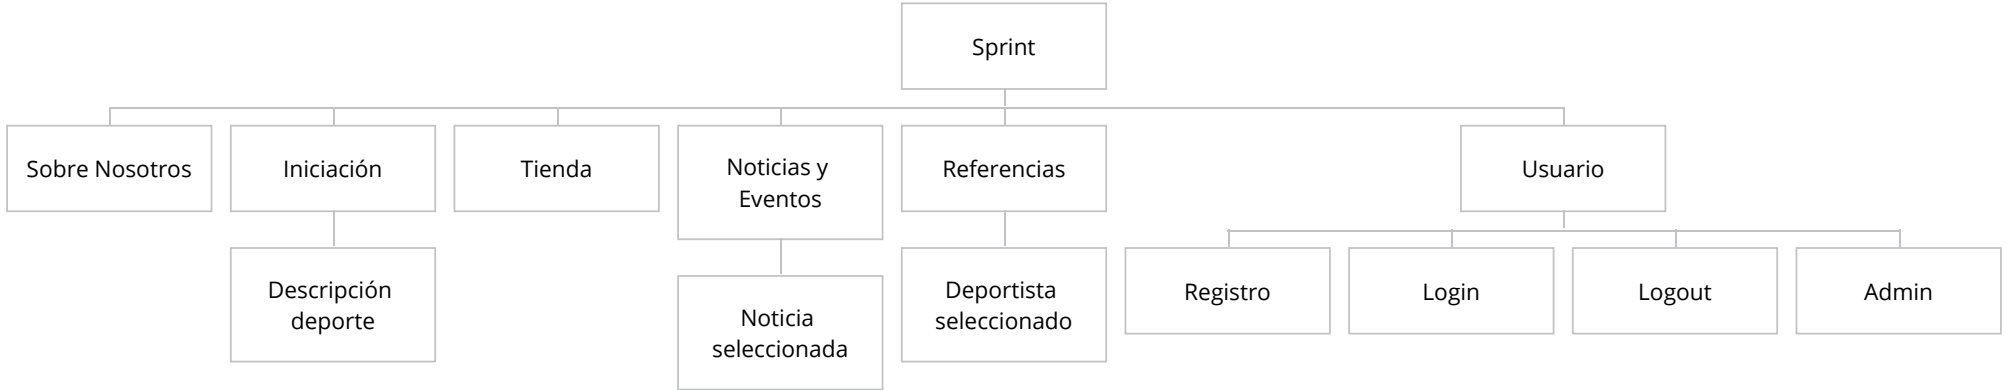 Sprint
Sobre Nosotros
Iniciación
Tienda
Noticias y
Eventos
Referencias
Usuario
Descripción
deporte
Noticia
seleccionada
Deportista
seleccionado
Registro
Login
Logout
Admin